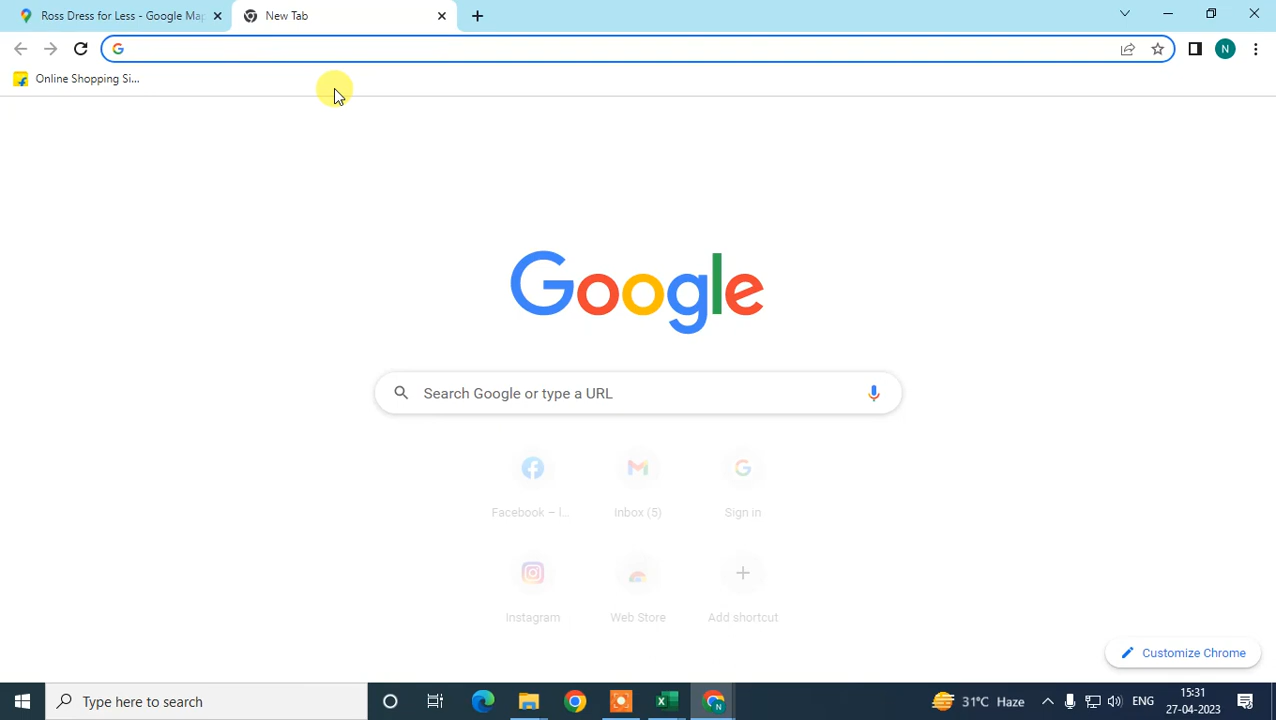 Ross Dress for Less - Google Map
New Tab
N
Online Shopping Si...
Google
Search Google or type a URL
Facebook – l...
Inbox (5)
Sign in
Instagram
Web Store
Add shortcut
Customize Chrome
Type here to search
N
31°C Haze
ENG
15:31
27-04-2023